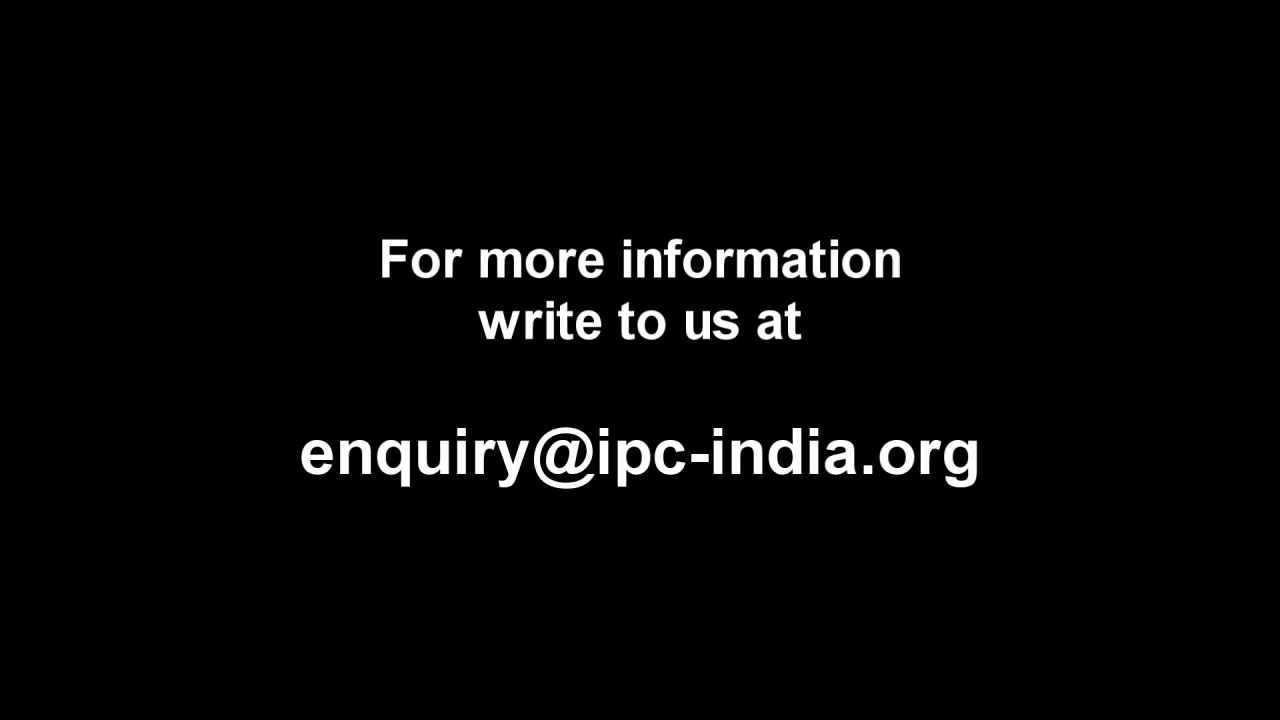 For more information
write to us at
enquiry@ipc-india.org